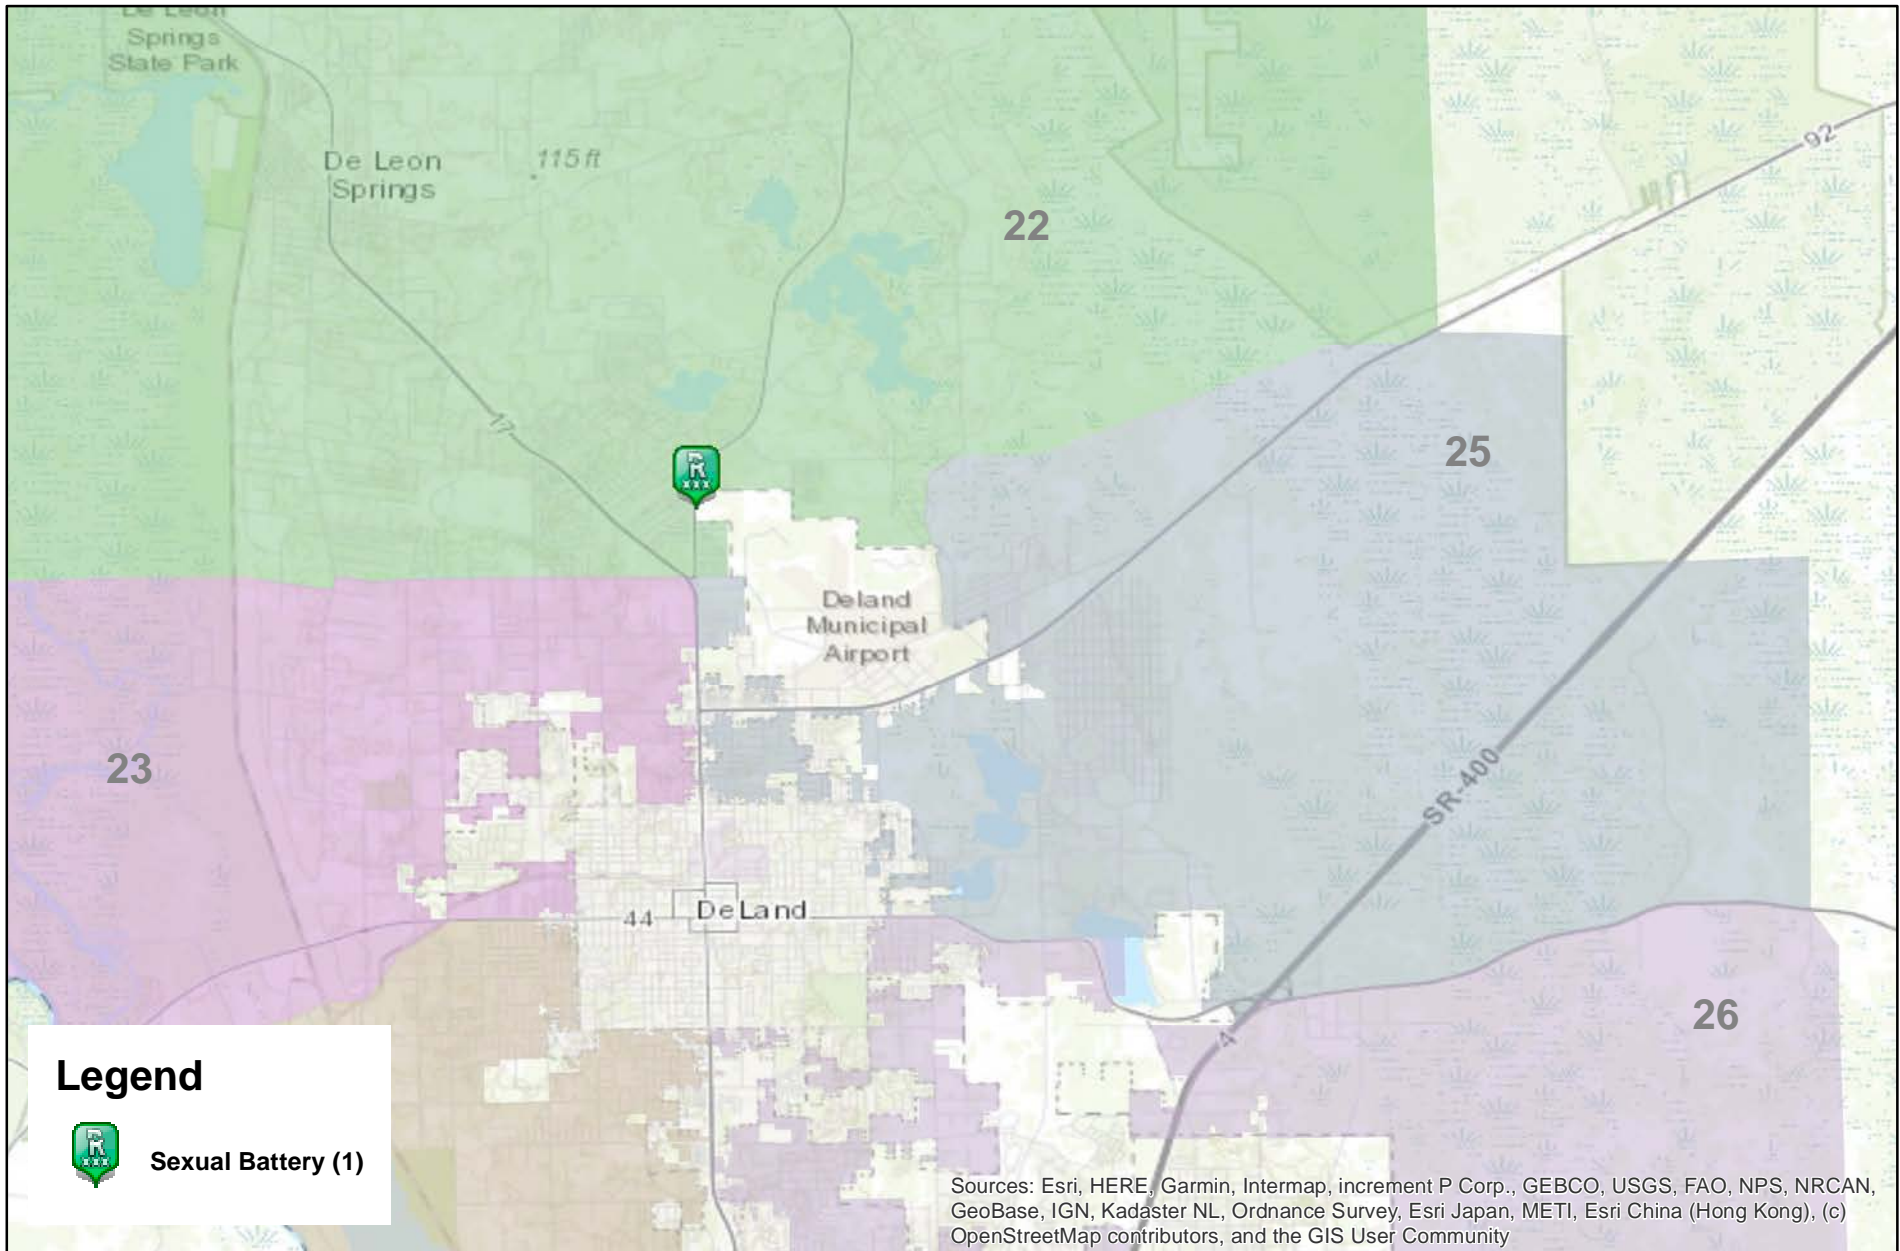 De Leon
Springs
State Park
De Leon
Springs
115 ft
22
92
17
25
R
xxx
Deland
Municipal
Airport
23
SR-400
44
DeLand
4
26
Legend
R
xxx
Sexual Battery (1)
Sources: Esri, HERE, Garmin, Intermap, increment P Corp., GEBCO, USGS, FAO, NPS, NRCAN,
GeoBase, IGN, Kadaster NL, Ordnance Survey, Esri Japan, METI, Esri China (Hong Kong), (c)
OpenStreetMap contributors, and the GIS User Community